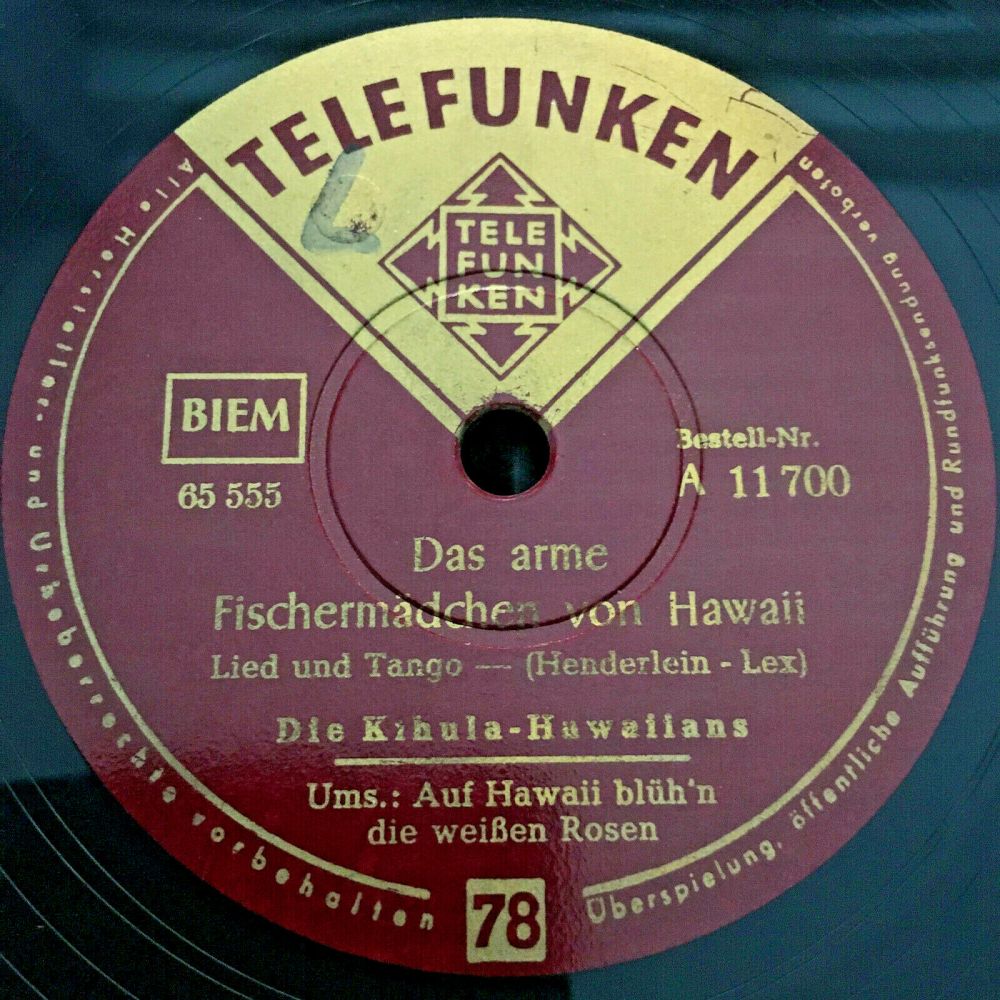 TELEFUNKEN
TELE
FUN
KEN
BIEM
65 555
Bestell-Nr.
A 11 700
Das arme
Fischermädchen von Hawaii
Lied und Tango — (Henderlein - Lex)
Die Kihula-Hawaiians
Ums.: Auf Hawaii blüh'n
die weißen Rosen
78
Alle Hersteller- und Urheberrechte vorbehalten
Überspielung, öffentliche Aufführung und Rundfunksendung verboten